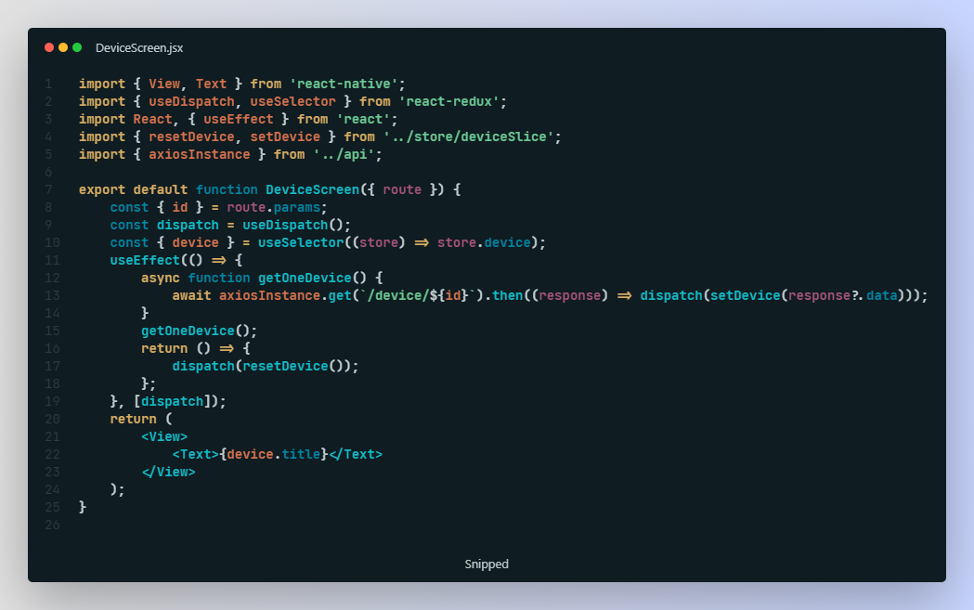 DeviceScreen.jsx
1 import { View, Text } from 'react-native';
2 import { useDispatch, useSelector } from 'react-redux';
3 import React, { useEffect } from 'react';
4 import { resetDevice, setDevice } from '../store/deviceSlice';
5 import { axiosInstance } from '../api';
6
7 export default function DeviceScreen({ route }) {
8     const { id } = route.params;
9     const dispatch = useDispatch();
10     const { device } = useSelector((store) => store.device);
11     useEffect(() => {
12         async function getOneDevice() {
13             await axiosInstance.get(`/device/${id}`).then((response) => dispatch(setDevice(response?.data)));
14         }
15         getOneDevice();
16         return () => {
17             dispatch(resetDevice());
18         };
19     }, [dispatch]);
20     return (
21         <View>
22             <Text>{device.title}</Text>
23         </View>
24     );
25 }
26
Snipped